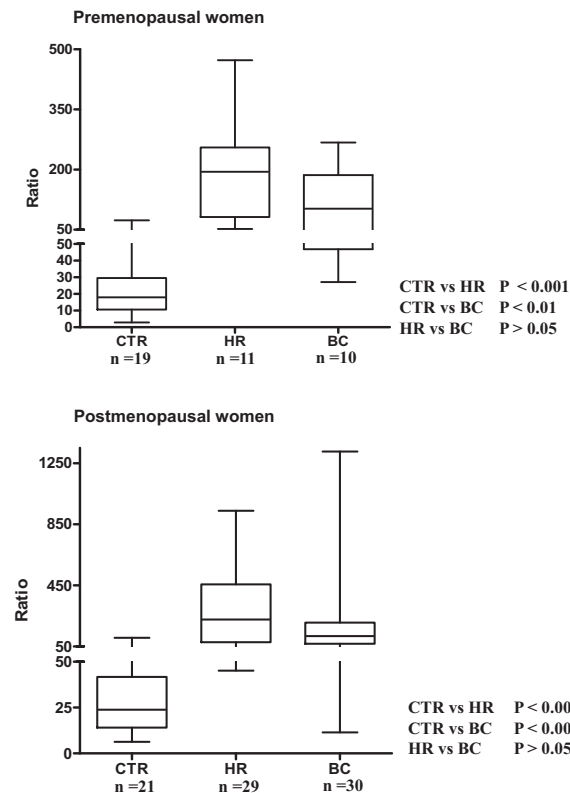 Premenopausal women
500
350
200
50
50
40
30
20
10
0
Ratio
CTR HR BC
n =19 n =11 n =10
CTR vs HR P < 0.001
CTR vs BC P < 0.01
HR vs BC P > 0.05
Postmenopausal women
1250
850
450
50
50
25
0
Ratio
CTR HR BC
n =21 n =29 n =30
CTR vs HR P < 0.00
CTR vs BC P < 0.00
HR vs BC P > 0.05